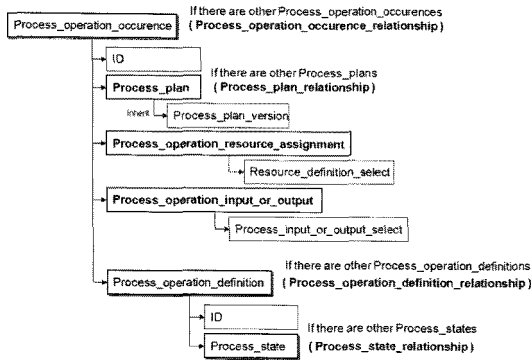 If there are other Process_operation_occurences
Process_operation_occurence
( Process_operation_occurence_relationship)
ID
If there are other Process_plans
Process_plan
( Process_plan_relationship)
Inherit
Process_plan_version
Process_operation_resource_assignment
Resource_definition_select
Process_operation_input_or_output
Process_input_or_output_select
If there are other Process_operation_definitions
Process_operation_definition
( Process_operation_definition_relationship)
ID
If there are other Process_states
Process_state
( Process_state_relationship)